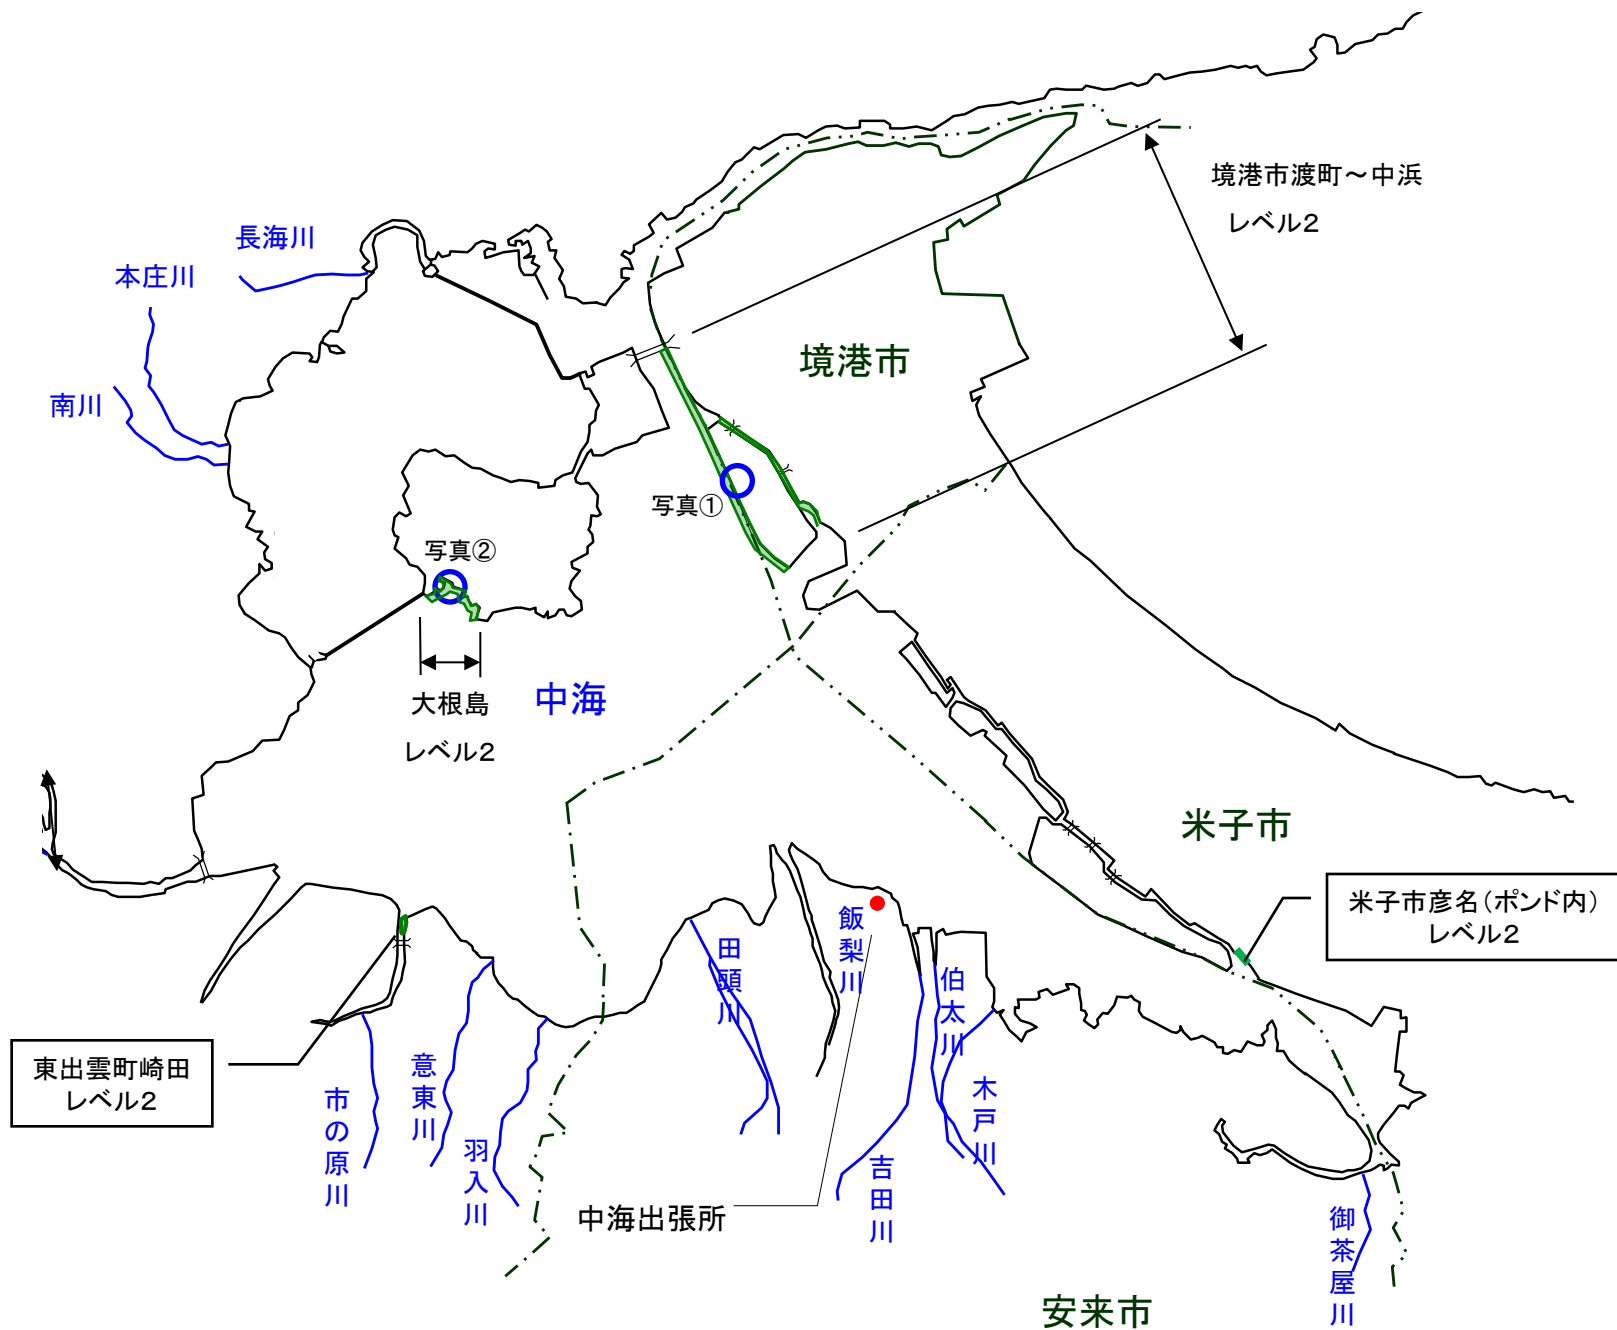 境港市渡町～中浜
レベル2
長海川
本庄川
南川
境港市
写真①
写真②
大根島
レベル2
中海
米子市
米子市彦名(ポンド内)
レベル2
飯梨川
田頭川
伯太川
東出雲町崎田
レベル2
市の原川
意東川
羽入川
木戸川
吉田川
中海出張所
御茶屋川
安来市